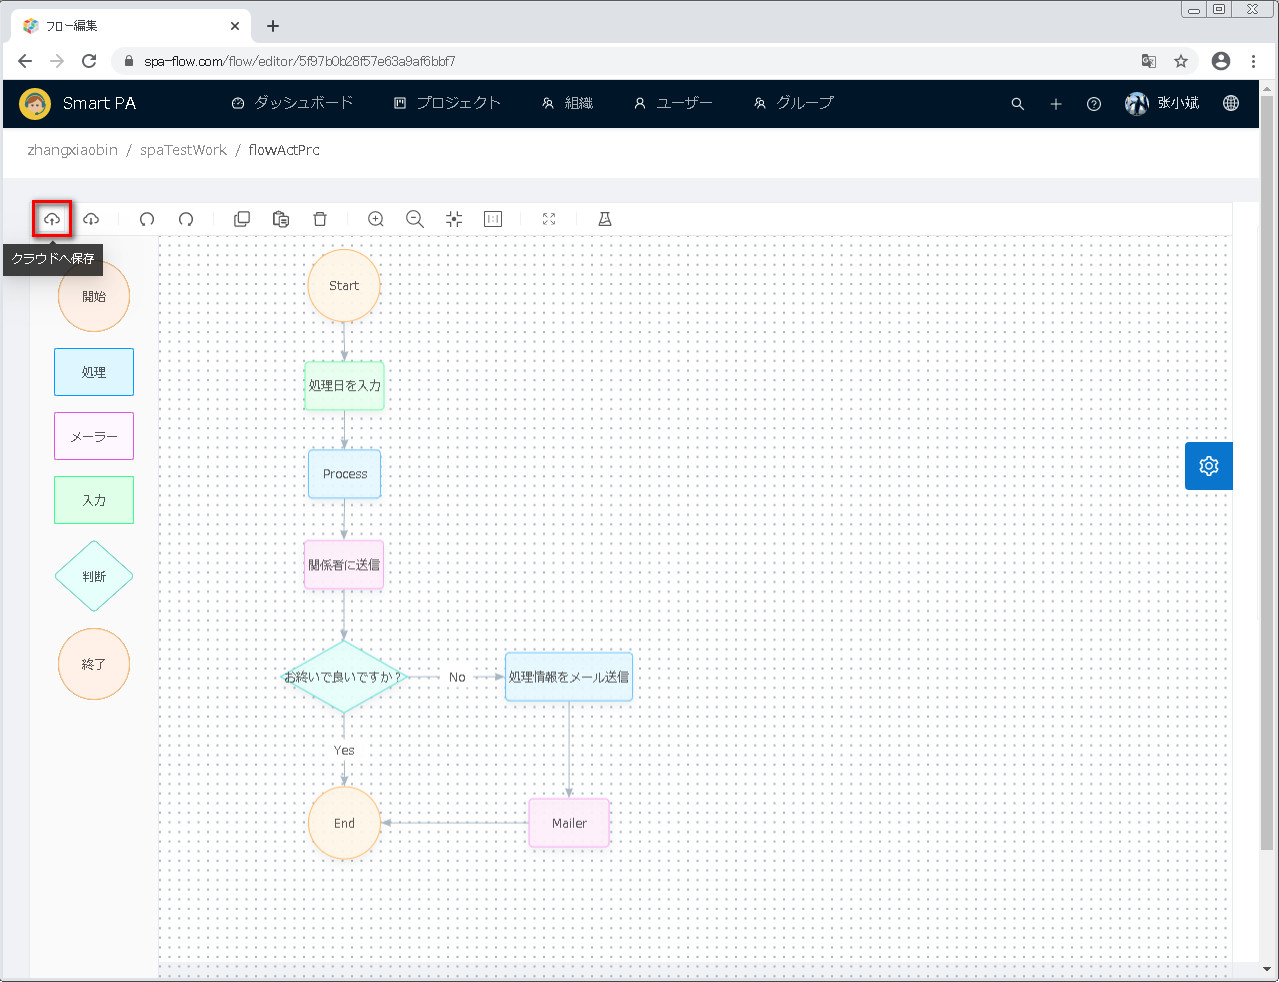 フロー編集
spa-flow.com/flow/editor/5f97b0b28f57e63a9af6bbf7
Smart PA
ダッシュボード
プロジェクト
組織
ユーザー
グループ
张小斌
zhangxiaobin / spaTestWork / flowActPrc
クラウドへ保存
開始
処理
メーラー
入力
判断
終了
Start
処理日を入力
Process
関係者に送信
お終いで良いですか?
No
処理情報をメール送信
Yes
End
Mailer